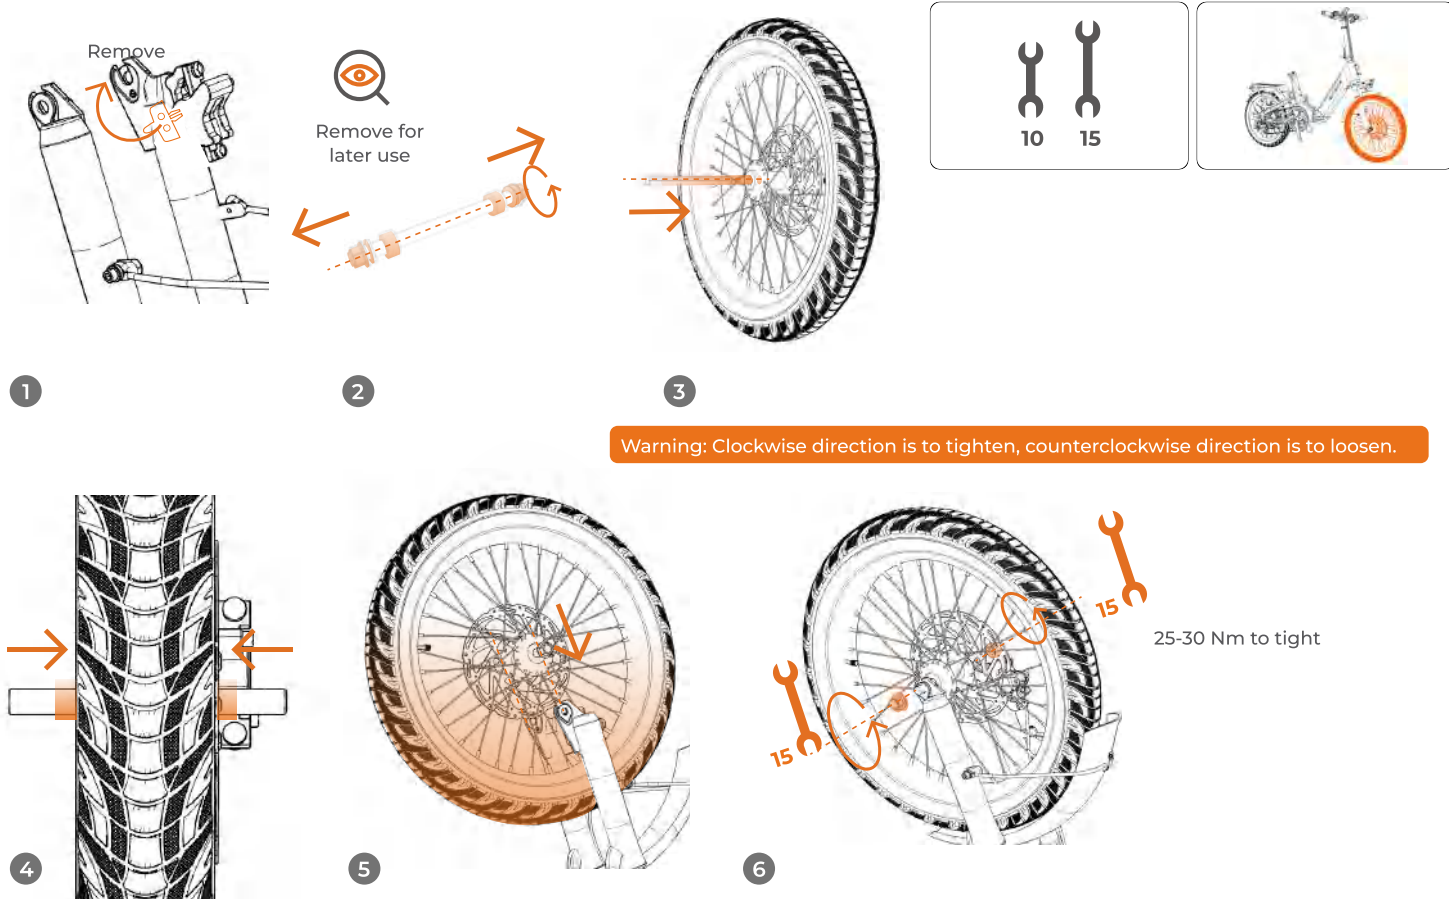 Remove
Remove for
later use
10 15
1
2
3
Warning: Clockwise direction is to tighten, counterclockwise direction is to loosen.
15
25-30 Nm to tight
15
4
5
6